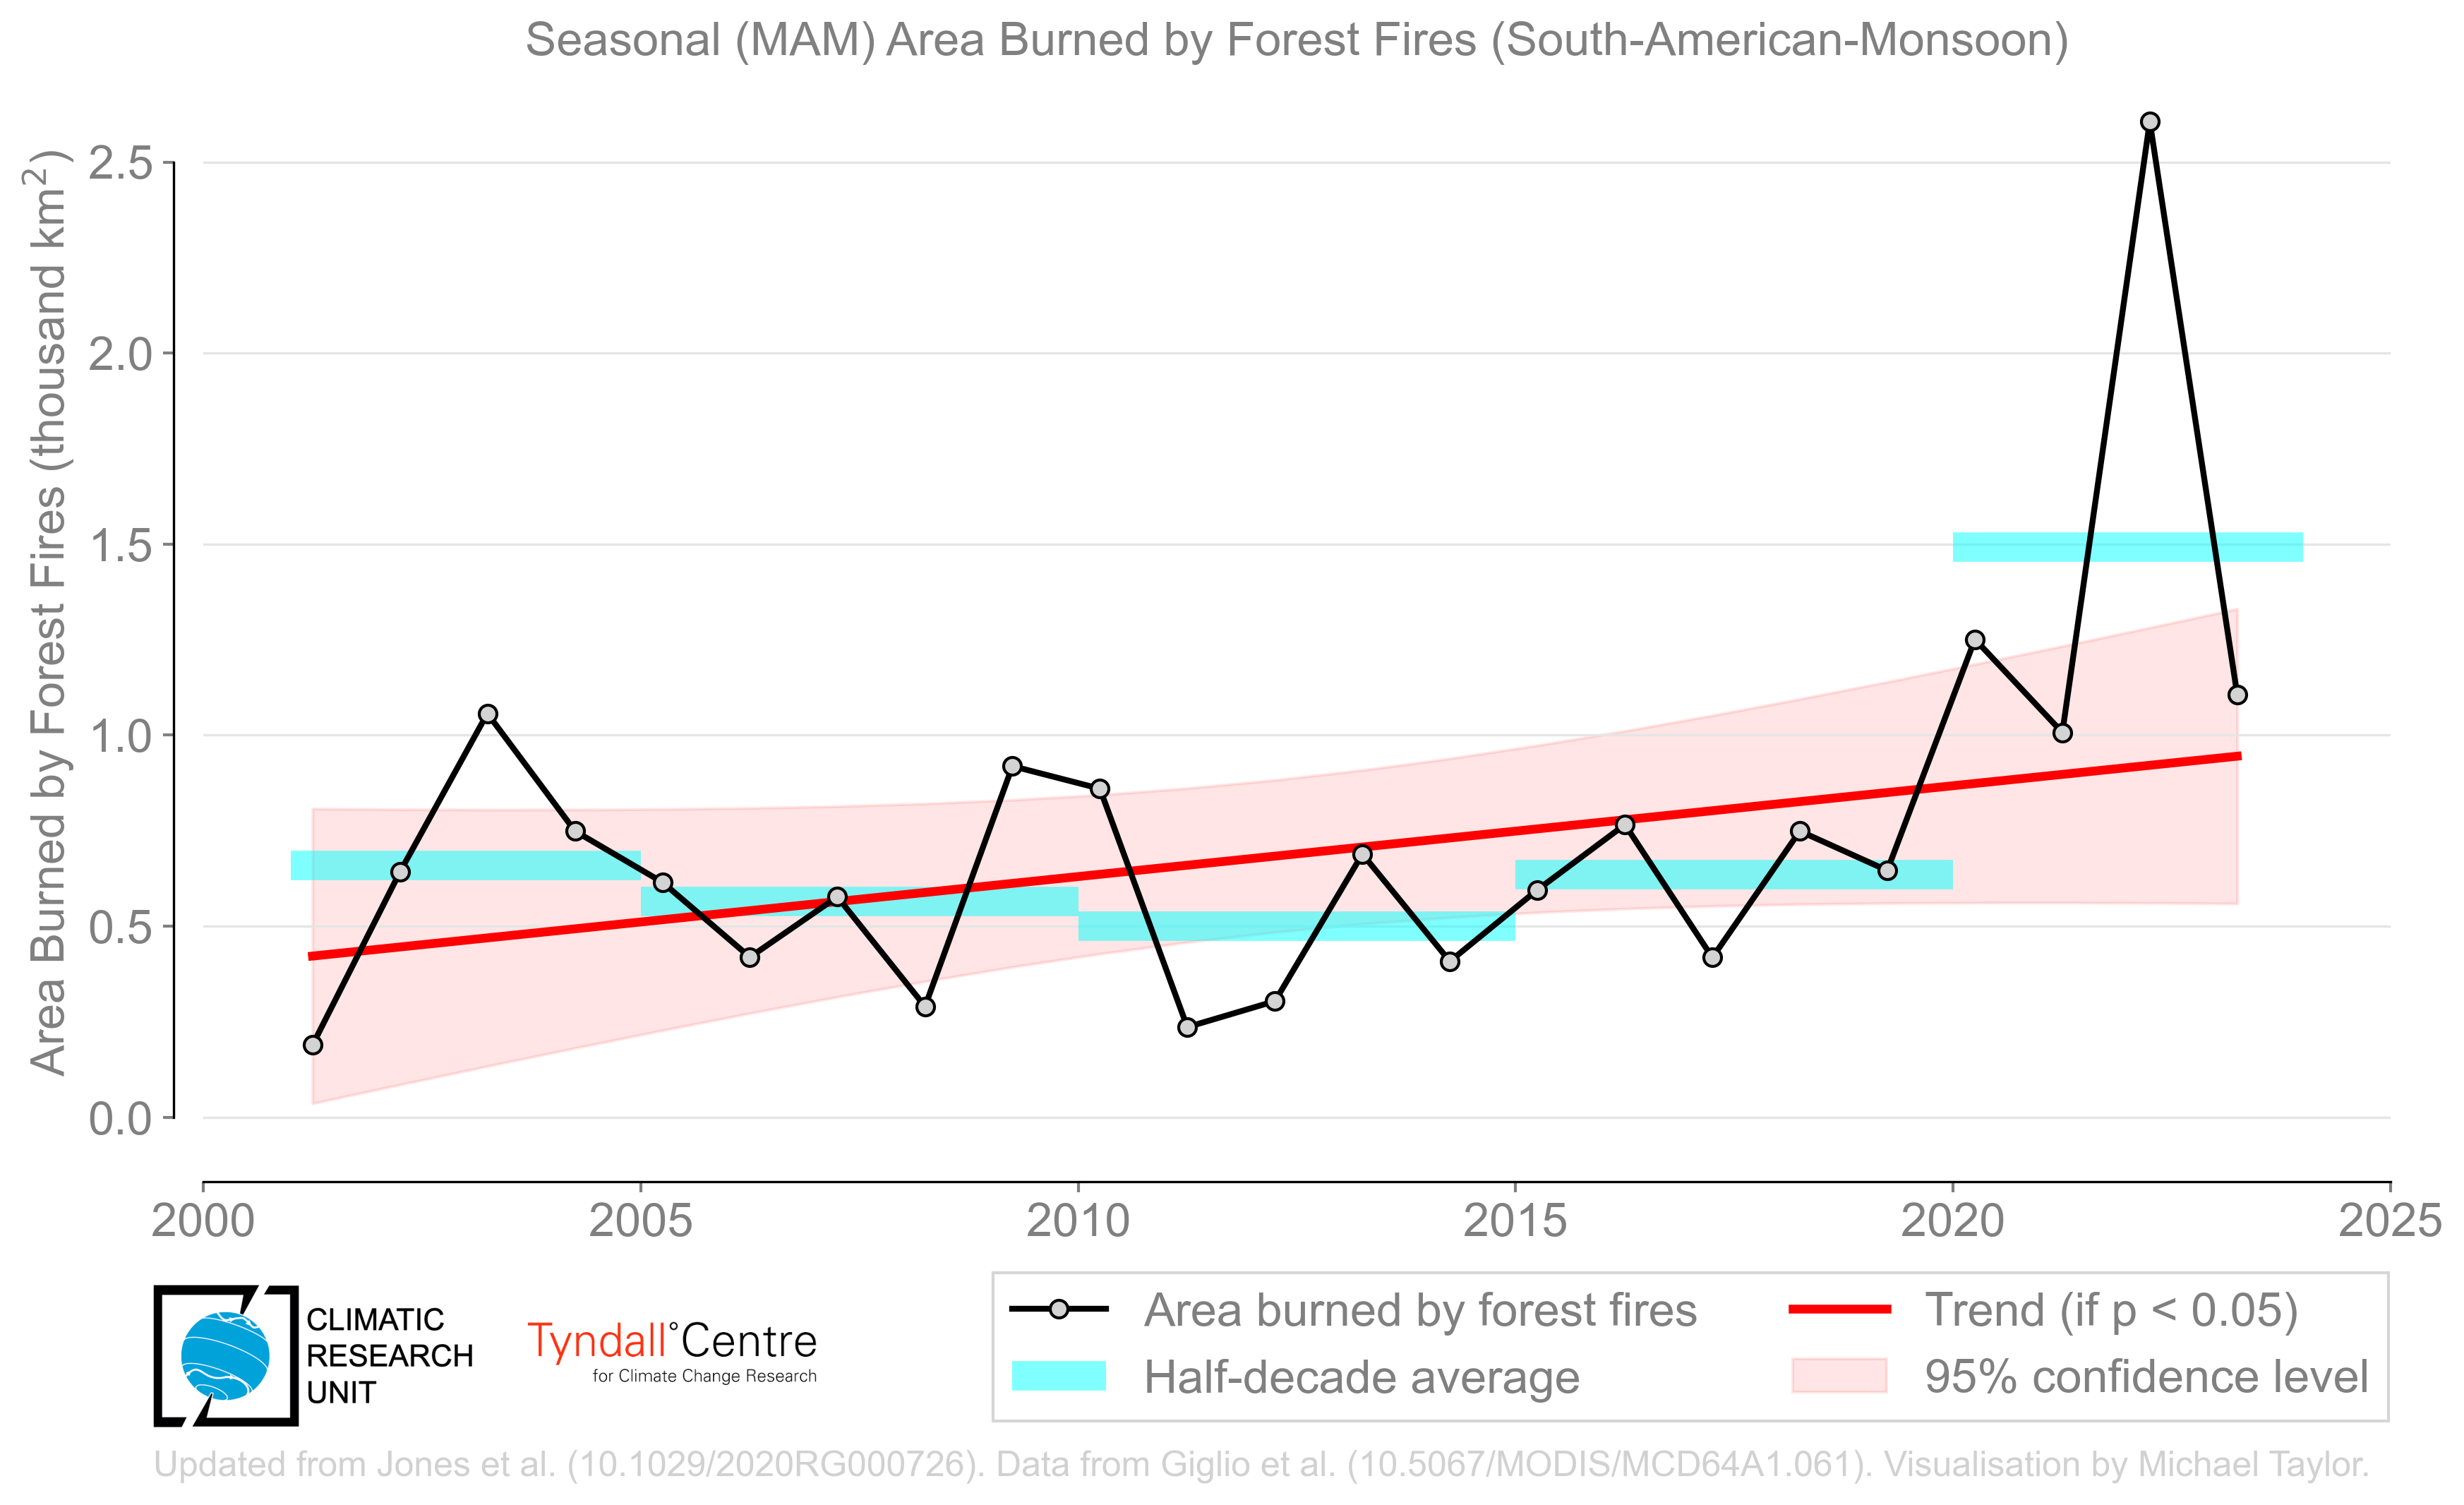 Seasonal (MAM) Area Burned by Forest Fires (South-American-Monsoon)
Area Burned by Forest Fires (thousand km²)
2.5
2.0
1.5
1.0
0.5
0.0
2000 2005 2010 2015 2020 2025
CLIMATIC
RESEARCH
UNIT
Tyndall°Centre
for Climate Change Research
Area burned by forest fires
Half-decade average
Trend (if p < 0.05)
95% confidence level
Updated from Jones et al. (10.1029/2020RG000726). Data from Giglio et al. (10.5067/MODIS/MCD64A1.061). Visualisation by Michael Taylor.